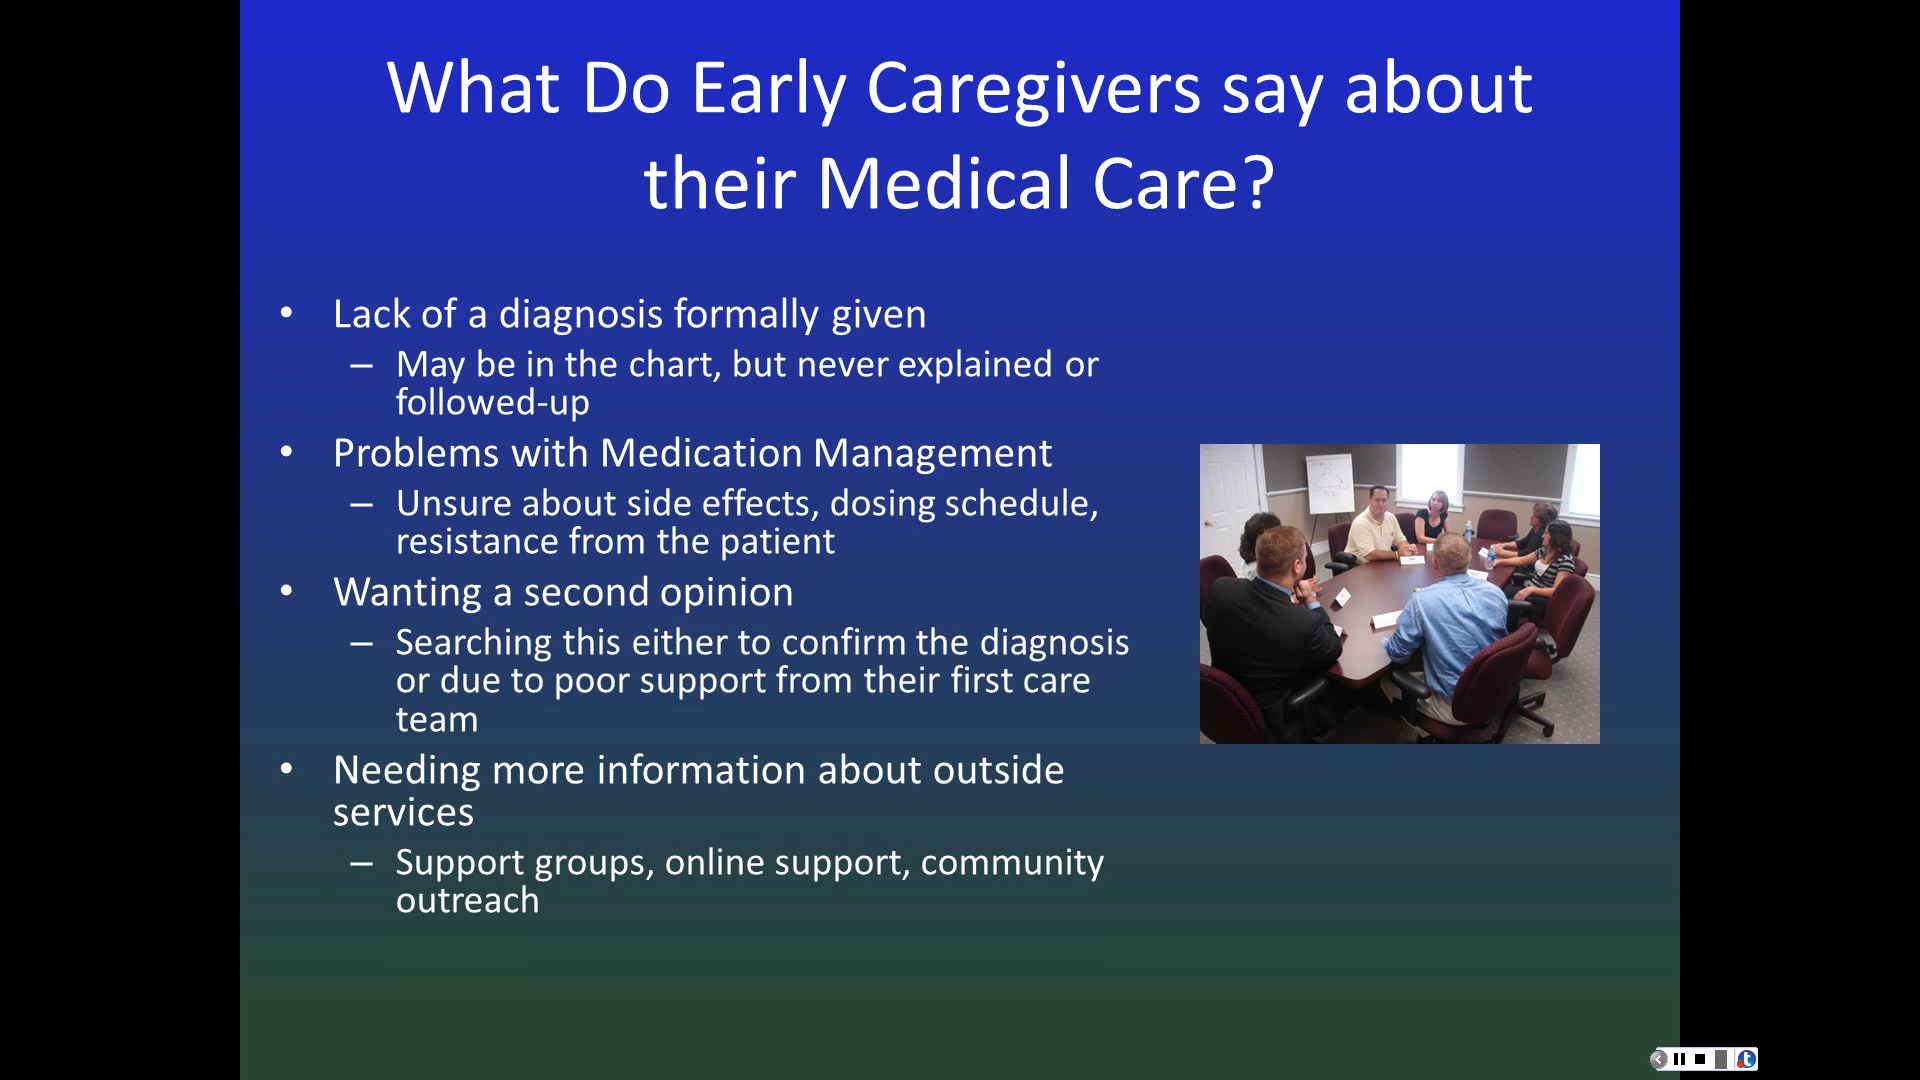 What Do Early Caregivers say about
their Medical Care?
• Lack of a diagnosis formally given
– May be in the chart, but never explained or
followed-up
• Problems with Medication Management
– Unsure about side effects, dosing schedule,
resistance from the patient
• Wanting a second opinion
– Searching this either to confirm the diagnosis
or due to poor support from their first care
team
• Needing more information about outside
services
– Support groups, online support, community
outreach